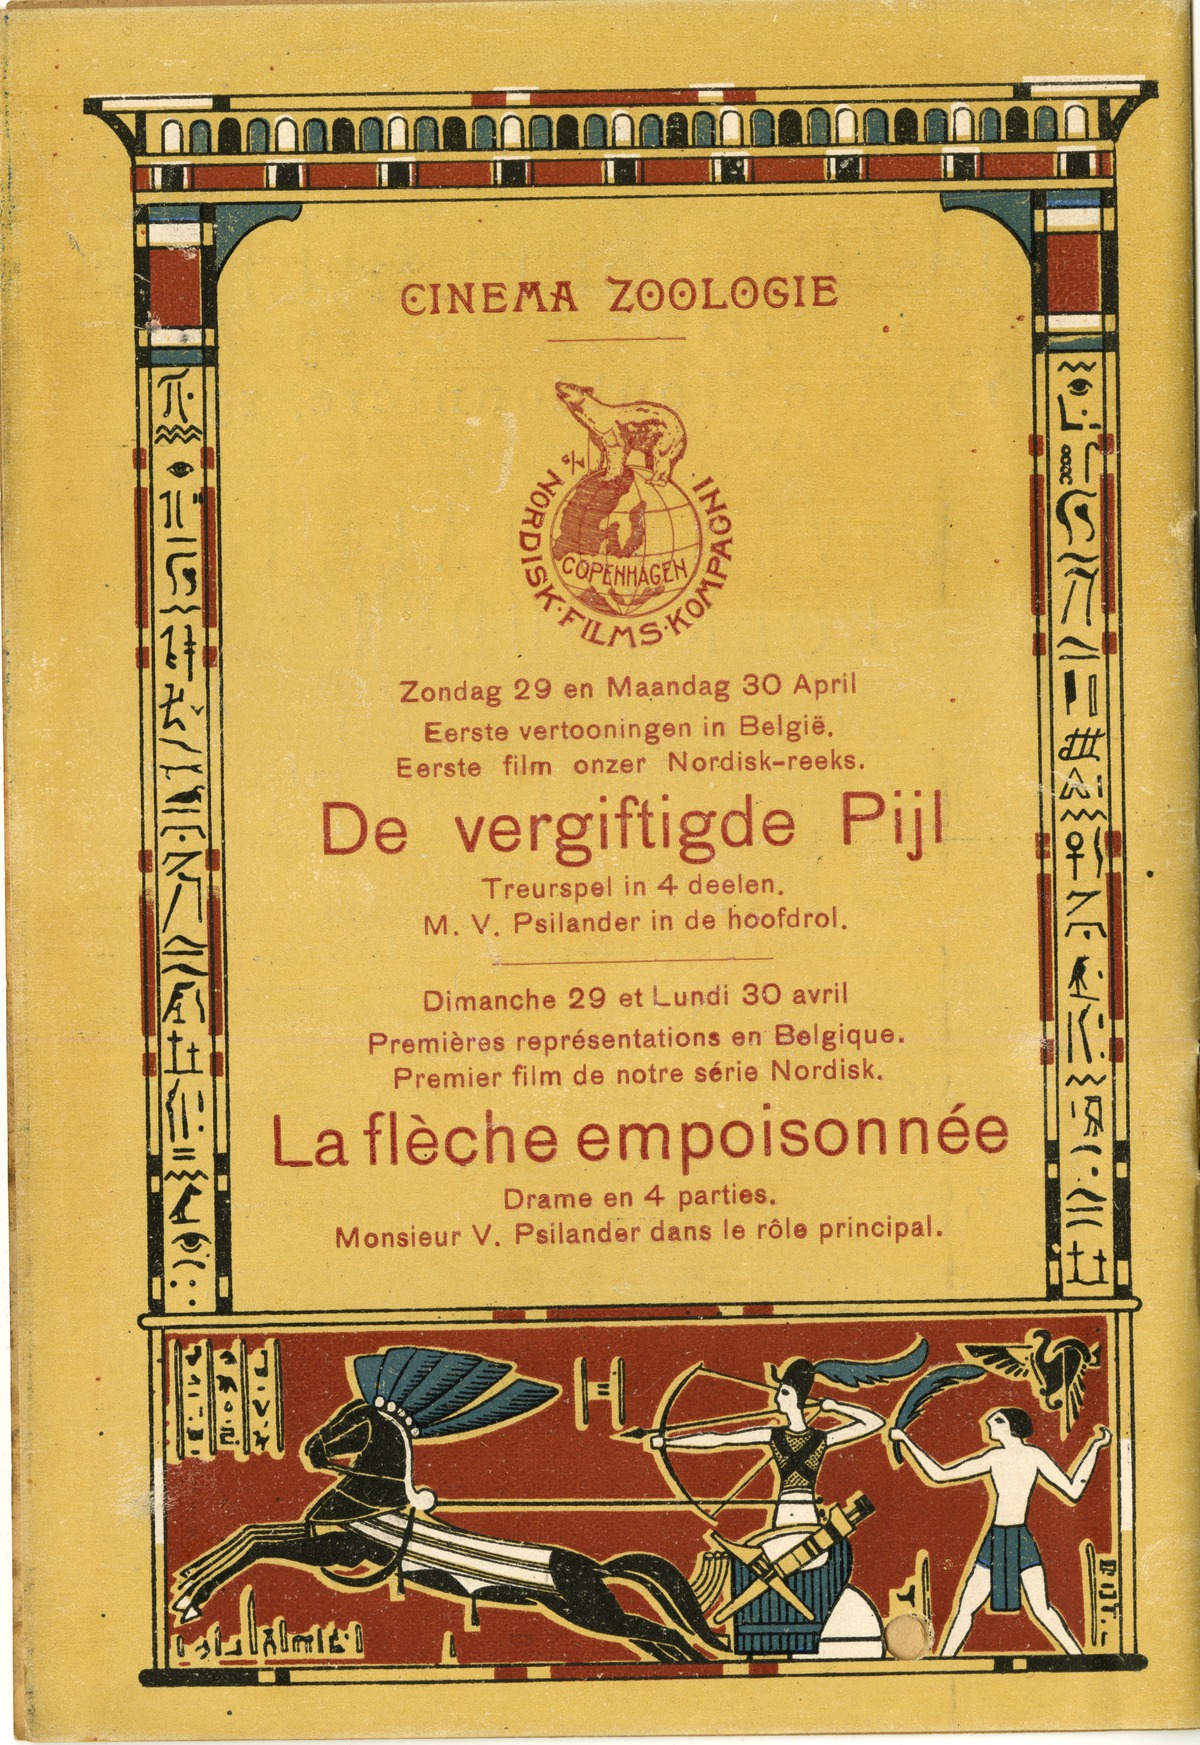 CINEMA ZOOLOGIE
A/S NORDISK·FILMS·KOMPAGNI
COPENHAGEN
Zondag 29 en Maandag 30 April
Eerste vertooningen in België.
Eerste film onzer Nordisk-reeks.
De vergiftigde Pijl
Treurspel in 4 deelen.
M. V. Psilander in de hoofdrol.
Dimanche 29 et Lundi 30 avril
Premières représentations en Belgique.
Premier film de notre série Nordisk.
La flèche empoisonnée
Drame en 4 parties.
Monsieur V. Psilander dans le rôle principal.